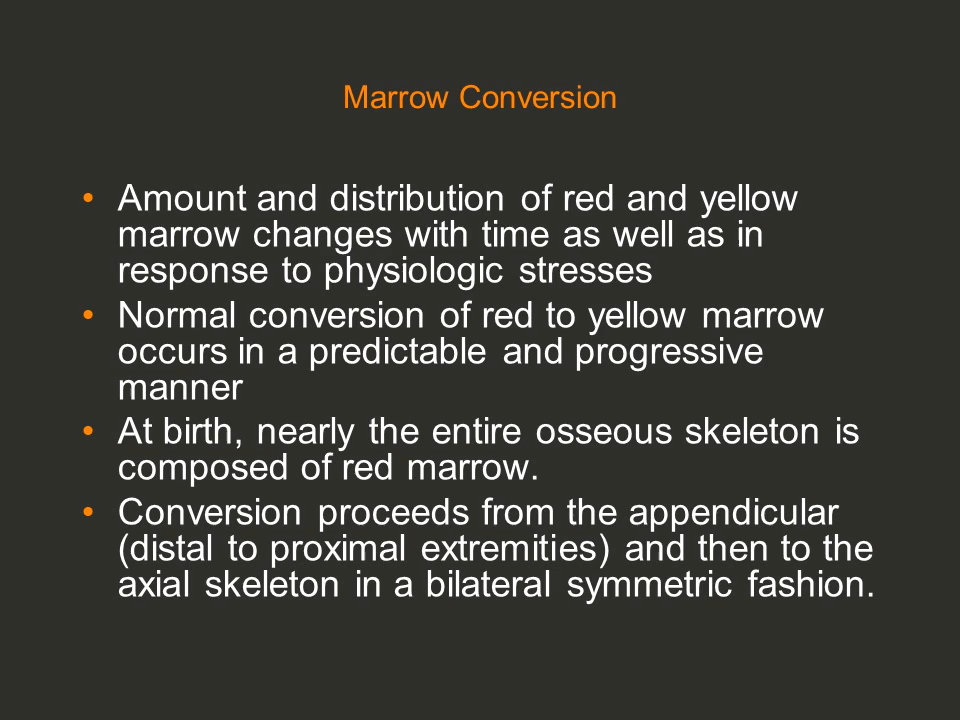 Marrow Conversion
• Amount and distribution of red and yellow
marrow changes with time as well as in
response to physiologic stresses
• Normal conversion of red to yellow marrow
occurs in a predictable and progressive
manner
• At birth, nearly the entire osseous skeleton is
composed of red marrow.
• Conversion proceeds from the appendicular
(distal to proximal extremities) and then to the
axial skeleton in a bilateral symmetric fashion.